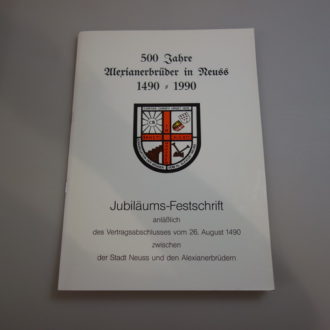 500 Jahre
Alexianerbrüder in Neuss
1490 - 1990
Jubiläums-Festschrift
anläßlich
des Vertragsabschlusses vom 26. August 1490
zwischen
der Stadt Neuss und den Alexianerbrüdern